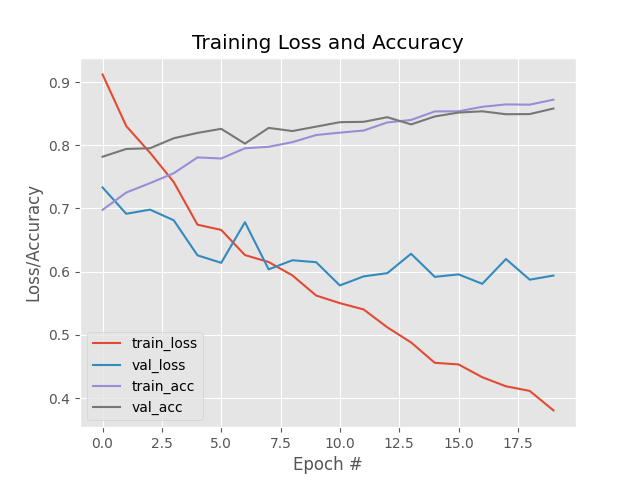 Training Loss and Accuracy
Loss/Accuracy
0.9
0.8
0.7
0.6
0.5
0.4
train_loss
val_loss
train_acc
val_acc
0.0 2.5 5.0 7.5 10.0 12.5 15.0 17.5
Epoch #